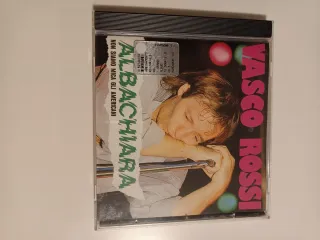 VASCO ROSSI
ALBACHIARA
NON SIAMO MICA GLI AMERICANI